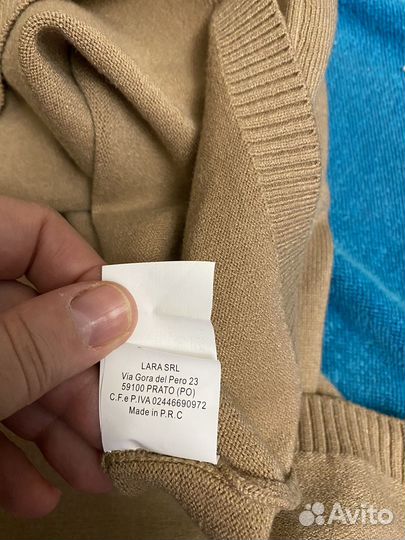 LARA SRL
Via Gora del Pero 23
59100 PRATO (PO)
C.F.e P.IVA 02446690972
Made in P.R.C
Avito